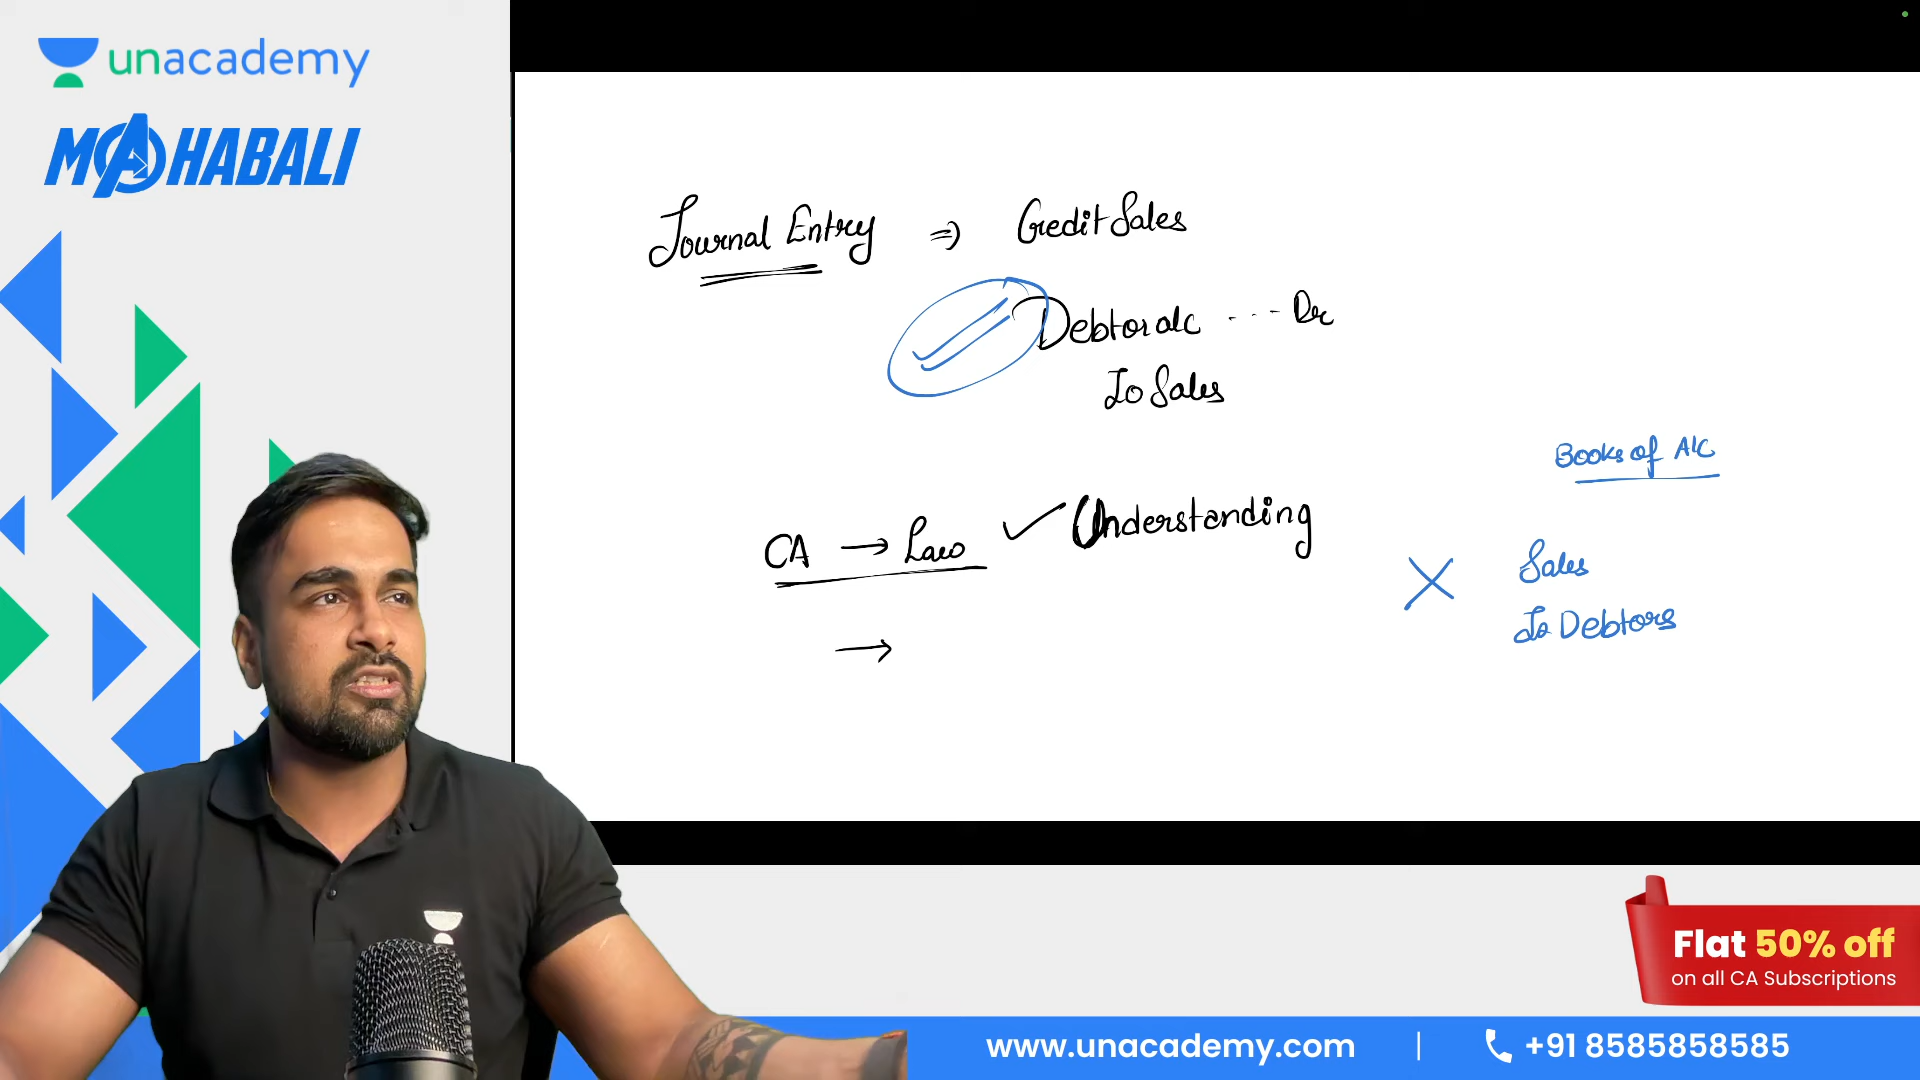 unacademy
MAHABALI
Journal Entry ⇒ Credit Sales
Debtor a/c --- Dr
To Sales
Books of A/C
CA → Law ✓ Understanding
X Sales
To Debtors
→
Flat 50% off
on all CA Subscriptions
www.unacademy.com | +91 8585858585